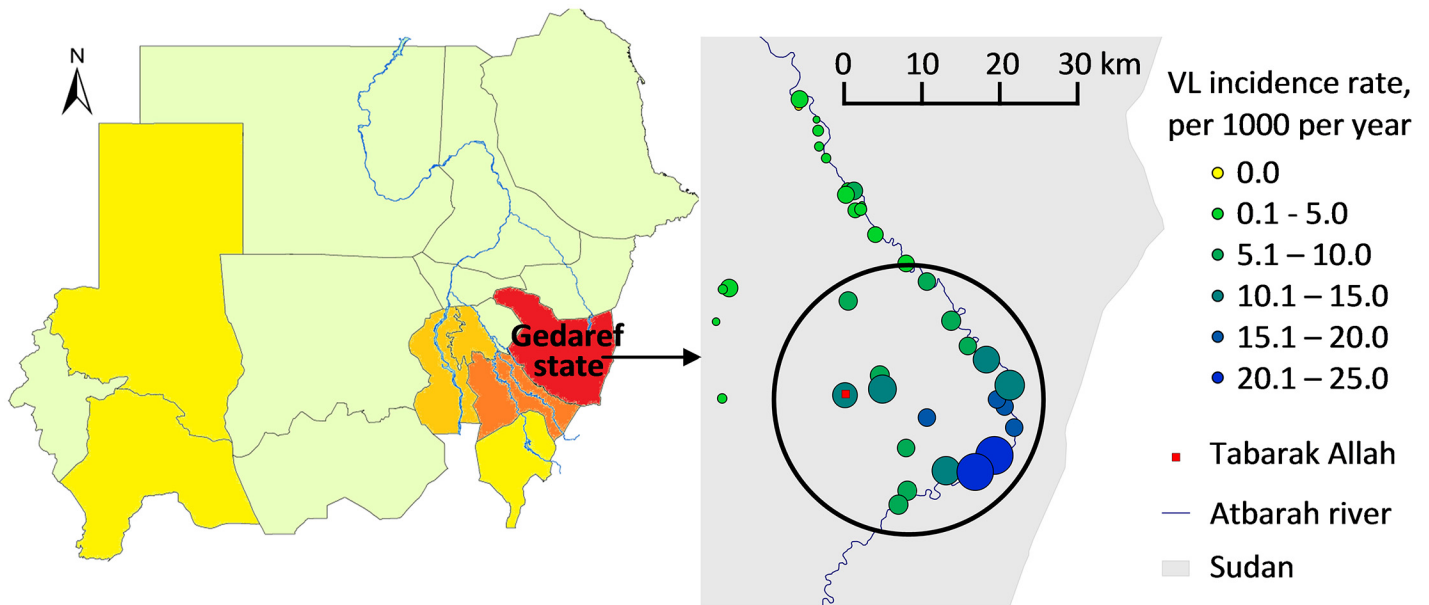 N
Gedaref
state
0 10 20 30 km
VL incidence rate,
per 1000 per year
0.0
0.1 - 5.0
5.1 – 10.0
10.1 – 15.0
15.1 – 20.0
20.1 – 25.0
Tabarak Allah
Atbarah river
Sudan